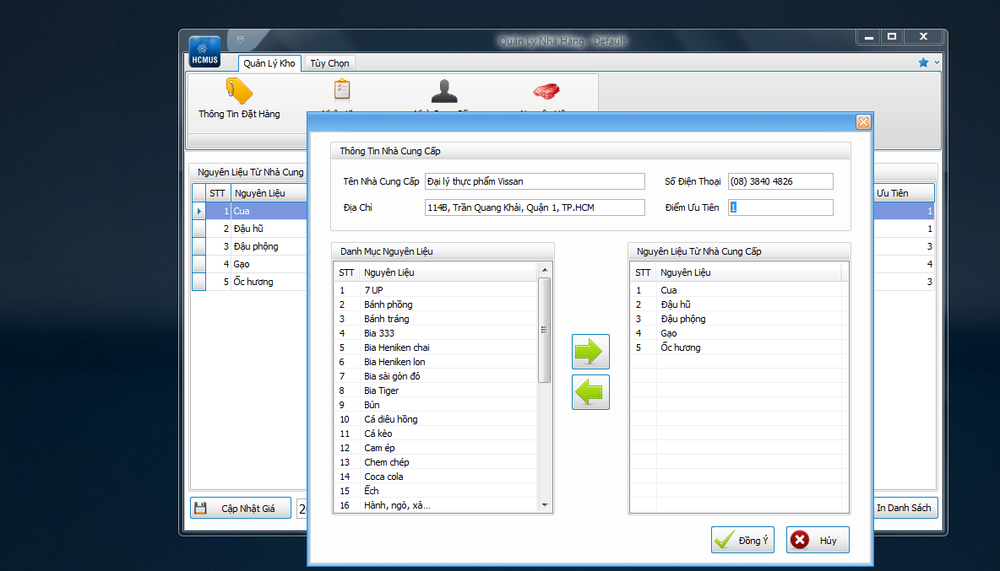 Quản Lý Nhà Hàng - Default
HCMUS
Quản Lý Kho
Tùy Chọn
Thông Tin Đặt Hàng
Nguyên Liệu Từ Nhà Cung
STT Nguyên Liệu
Ưu Tiên
1 Cua 1
2 Đậu hũ 1
3 Đậu phộng 3
4 Gạo 4
5 Ốc hương 3
Cập Nhật Giá
2
In Danh Sách
Thông Tin Nhà Cung Cấp
Tên Nhà Cung Cấp Đại lý thực phẩm Vissan
Số Điện Thoại (08) 3840 4826
Địa Chỉ 114B, Trần Quang Khải, Quận 1, TP.HCM
Điểm Ưu Tiên 1
Danh Mục Nguyên Liệu
STT Nguyên Liệu
1 7 UP
2 Bánh phồng
3 Bánh tráng
4 Bia 333
5 Bia Heniken chai
6 Bia Heniken lon
7 Bia sài gòn đỏ
8 Bia Tiger
9 Bún
10 Cá diêu hồng
11 Cá kèo
12 Cam ép
13 Chem chép
14 Coca cola
15 Ếch
16 Hành, ngò, xả...
Nguyên Liệu Từ Nhà Cung Cấp
STT Nguyên Liệu
1 Cua
2 Đậu hũ
3 Đậu phộng
4 Gạo
5 Ốc hương
Đồng Ý
Hủy